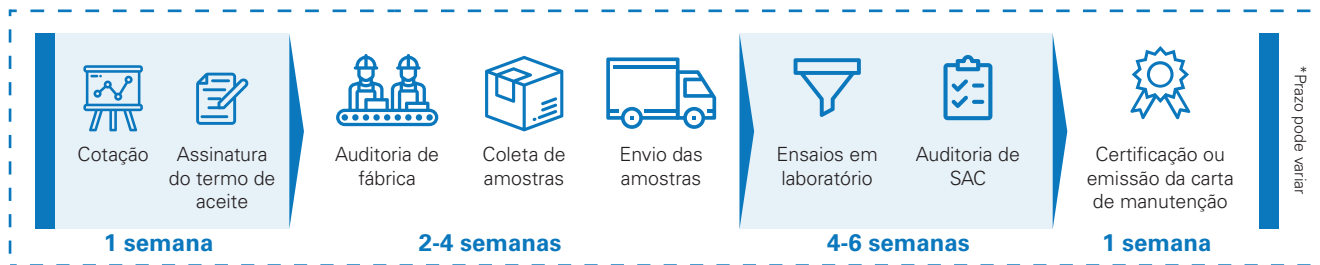 Cotação
Assinatura
do termo de
aceite
Auditoria de
fábrica
Coleta de
amostras
Envio das
amostras
Ensaios em
laboratório
Auditoria de
SAC
Certificação ou
emissão da carta
de manutenção
1 semana
2-4 semanas
4-6 semanas
1 semana
*Prazo pode variar